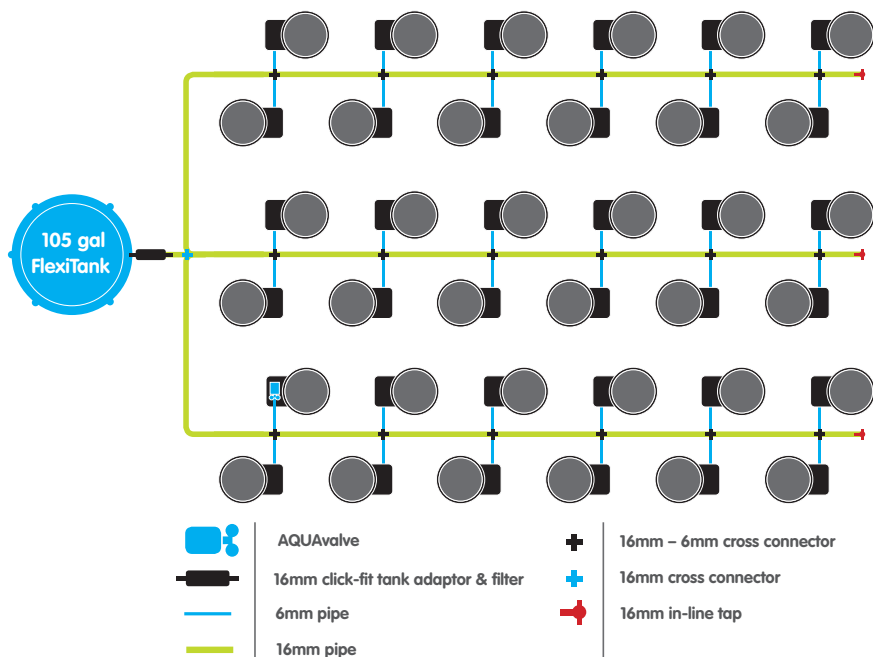 105 gal
FlexiTank
AQUAvalve
16mm click-fit tank adaptor & filter
6mm pipe
16mm pipe
16mm – 6mm cross connector
16mm cross connector
16mm in-line tap